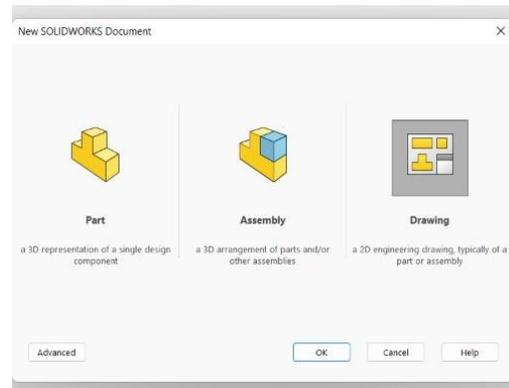 New SOLIDWORKS Document
Part
a 3D representation of a single design
component
Assembly
a 3D arrangement of parts and/or
other assemblies
Drawing
a 2D engineering drawing, typically of a
part or assembly
Advanced
OK
Cancel
Help